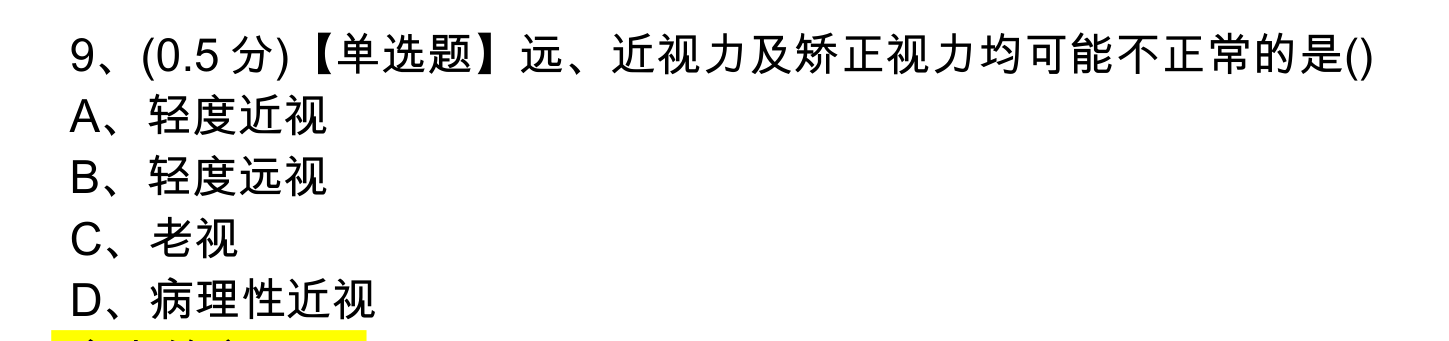 9、(0.5 分)【单选题】远、近视力及矫正视力均可能不正常的是()
A、轻度近视
B、轻度远视
C、老视
D、病理性近视